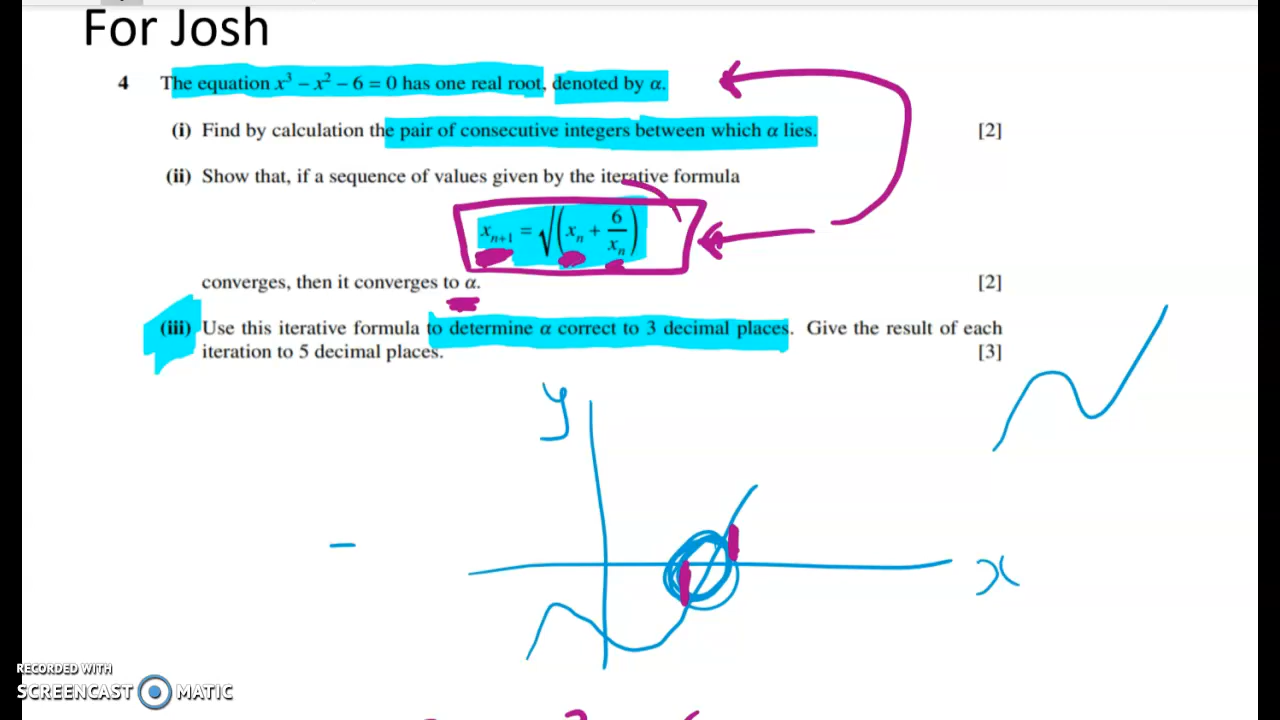 For Josh
4 The equation x³ − x² − 6 = 0 has one real root, denoted by α.
(i) Find by calculation the pair of consecutive integers between which α lies. [2]
(ii) Show that, if a sequence of values given by the iterative formula
xₙ₊₁ = √(xₙ + 6/xₙ)
converges, then it converges to α. [2]
(iii) Use this iterative formula to determine α correct to 3 decimal places. Give the result of each
iteration to 5 decimal places. [3]
y
x
RECORDED WITH
SCREENCAST MATIC